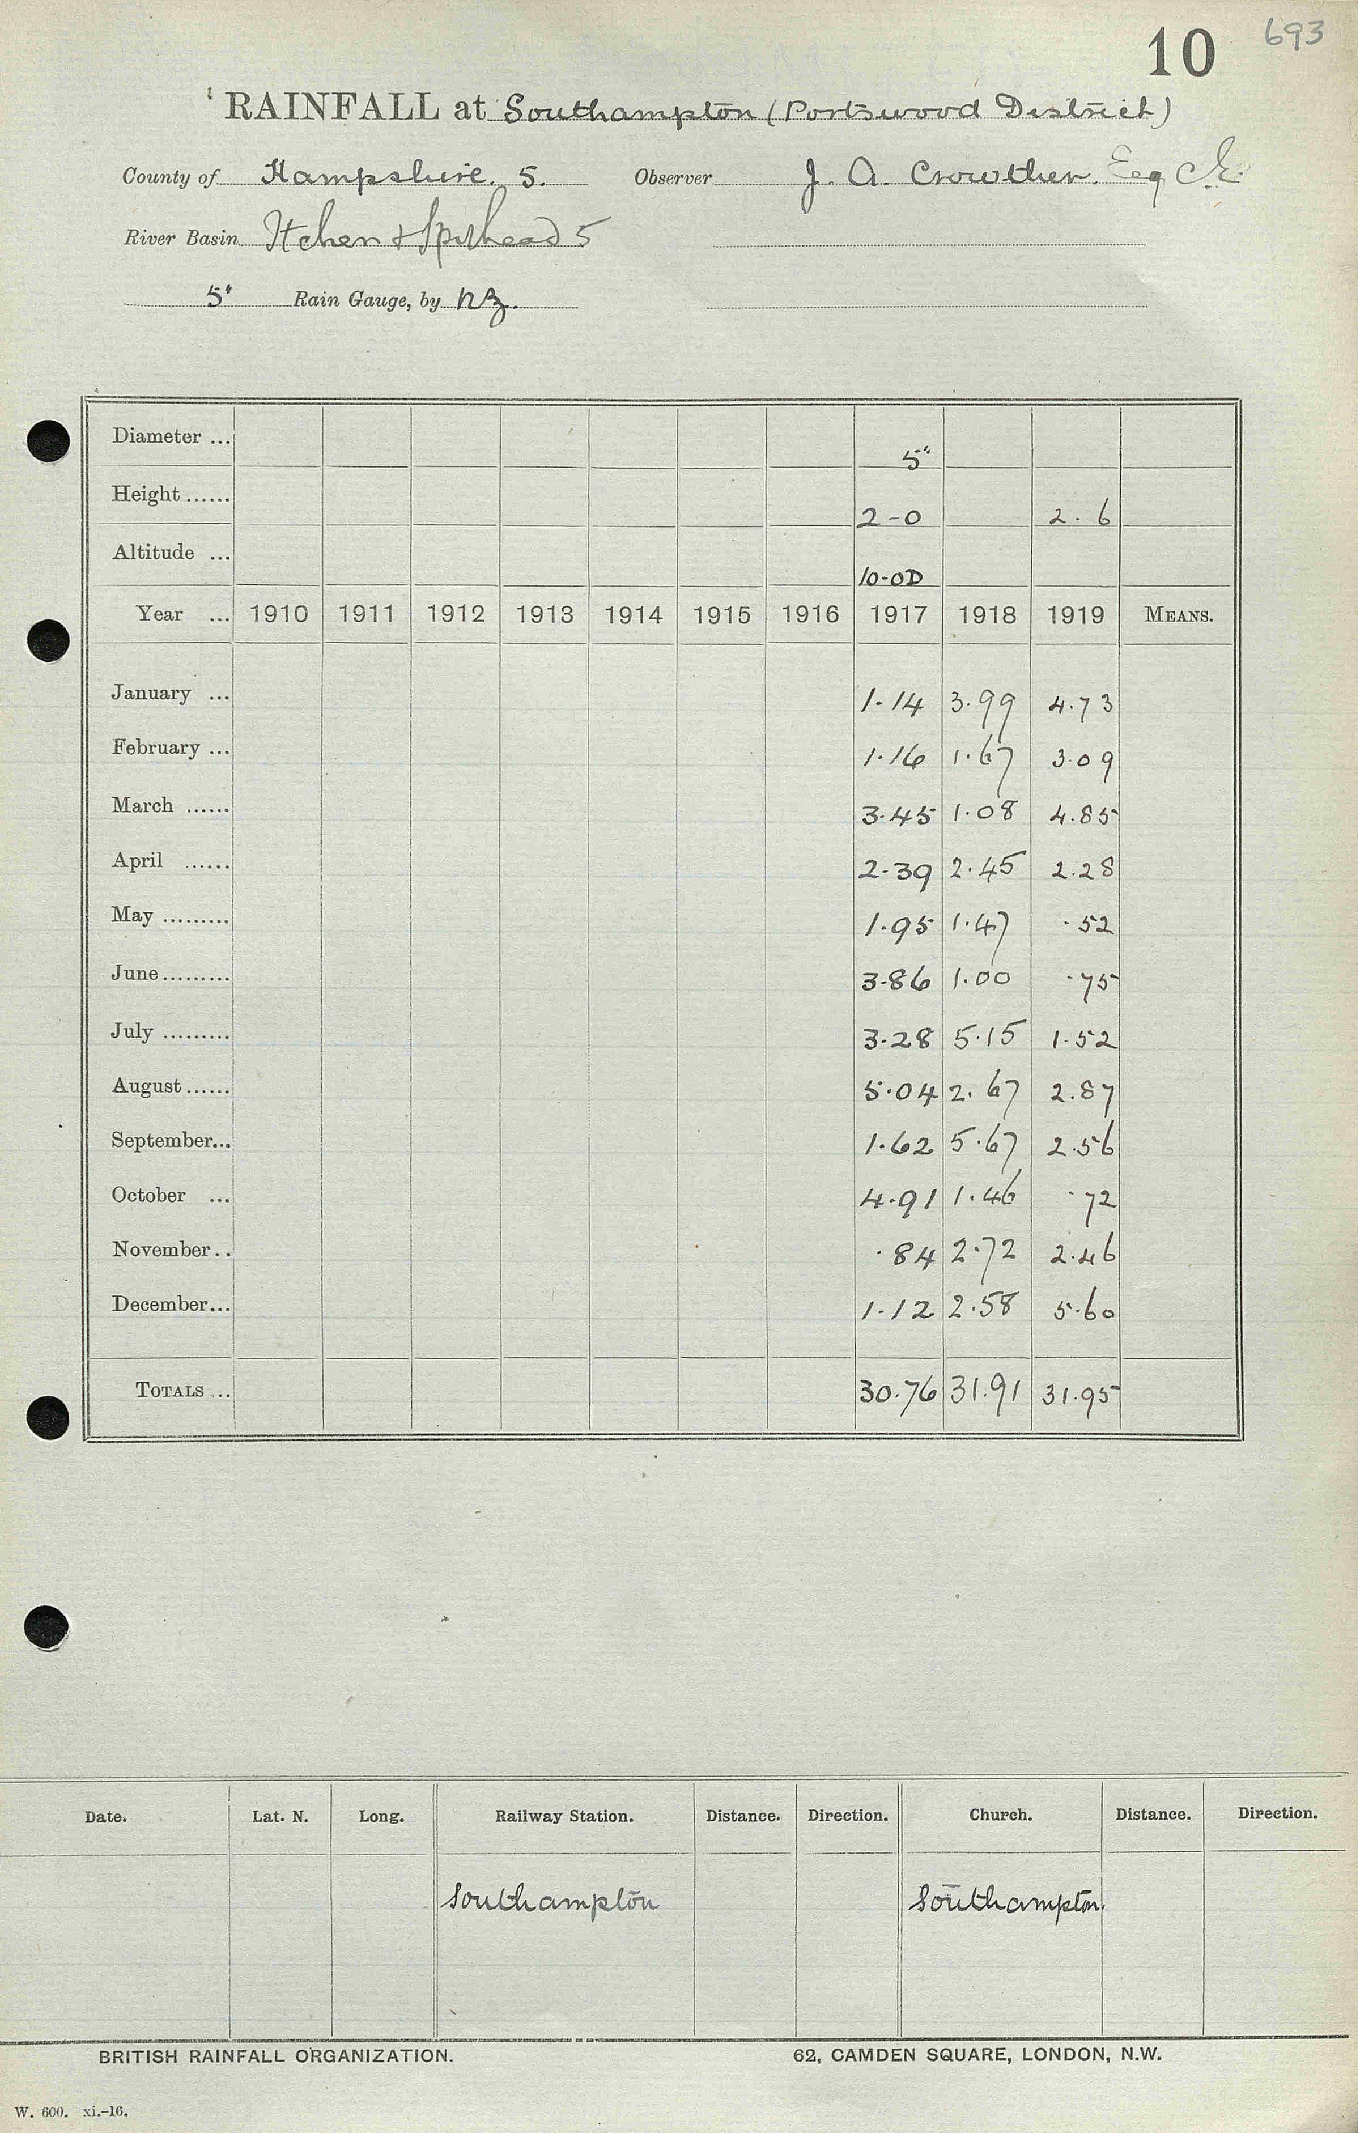 10 693
RAINFALL at Southampton (Portswood District)
County of Hampshire. 5. Observer J. A. Crowther. Esq C.E.
River Basin Itchen & Spithead 5
5" Rain Gauge, by NZ.
Diameter ... 5"
Height ...... 2-0 2.6
Altitude ... 10-OD
Year ... 1910 1911 1912 1913 1914 1915 1916 1917 1918 1919 MEANS.
January ... 1.14 3.99 4.73
February ... 1.16 1.67 3.09
March ...... 3.45 1.08 4.85
April ...... 2.39 2.45 2.28
May ......... 1.95 1.47 .52
June ......... 3.86 1.00 .75
July ......... 3.28 5.15 1.52
August ...... 5.04 2.67 2.87
September... 1.62 5.67 2.56
October ... 4.91 1.46 .72
November.. .84 2.72 2.46
December... 1.12 2.58 5.60
TOTALS ... 30.76 31.91 31.95
Date. Lat. N. Long. Railway Station. Distance. Direction. Church. Distance. Direction.
Southampton Southampton
BRITISH RAINFALL ORGANIZATION. 62, CAMDEN SQUARE, LONDON, N.W.
W. 600. xi.-16.